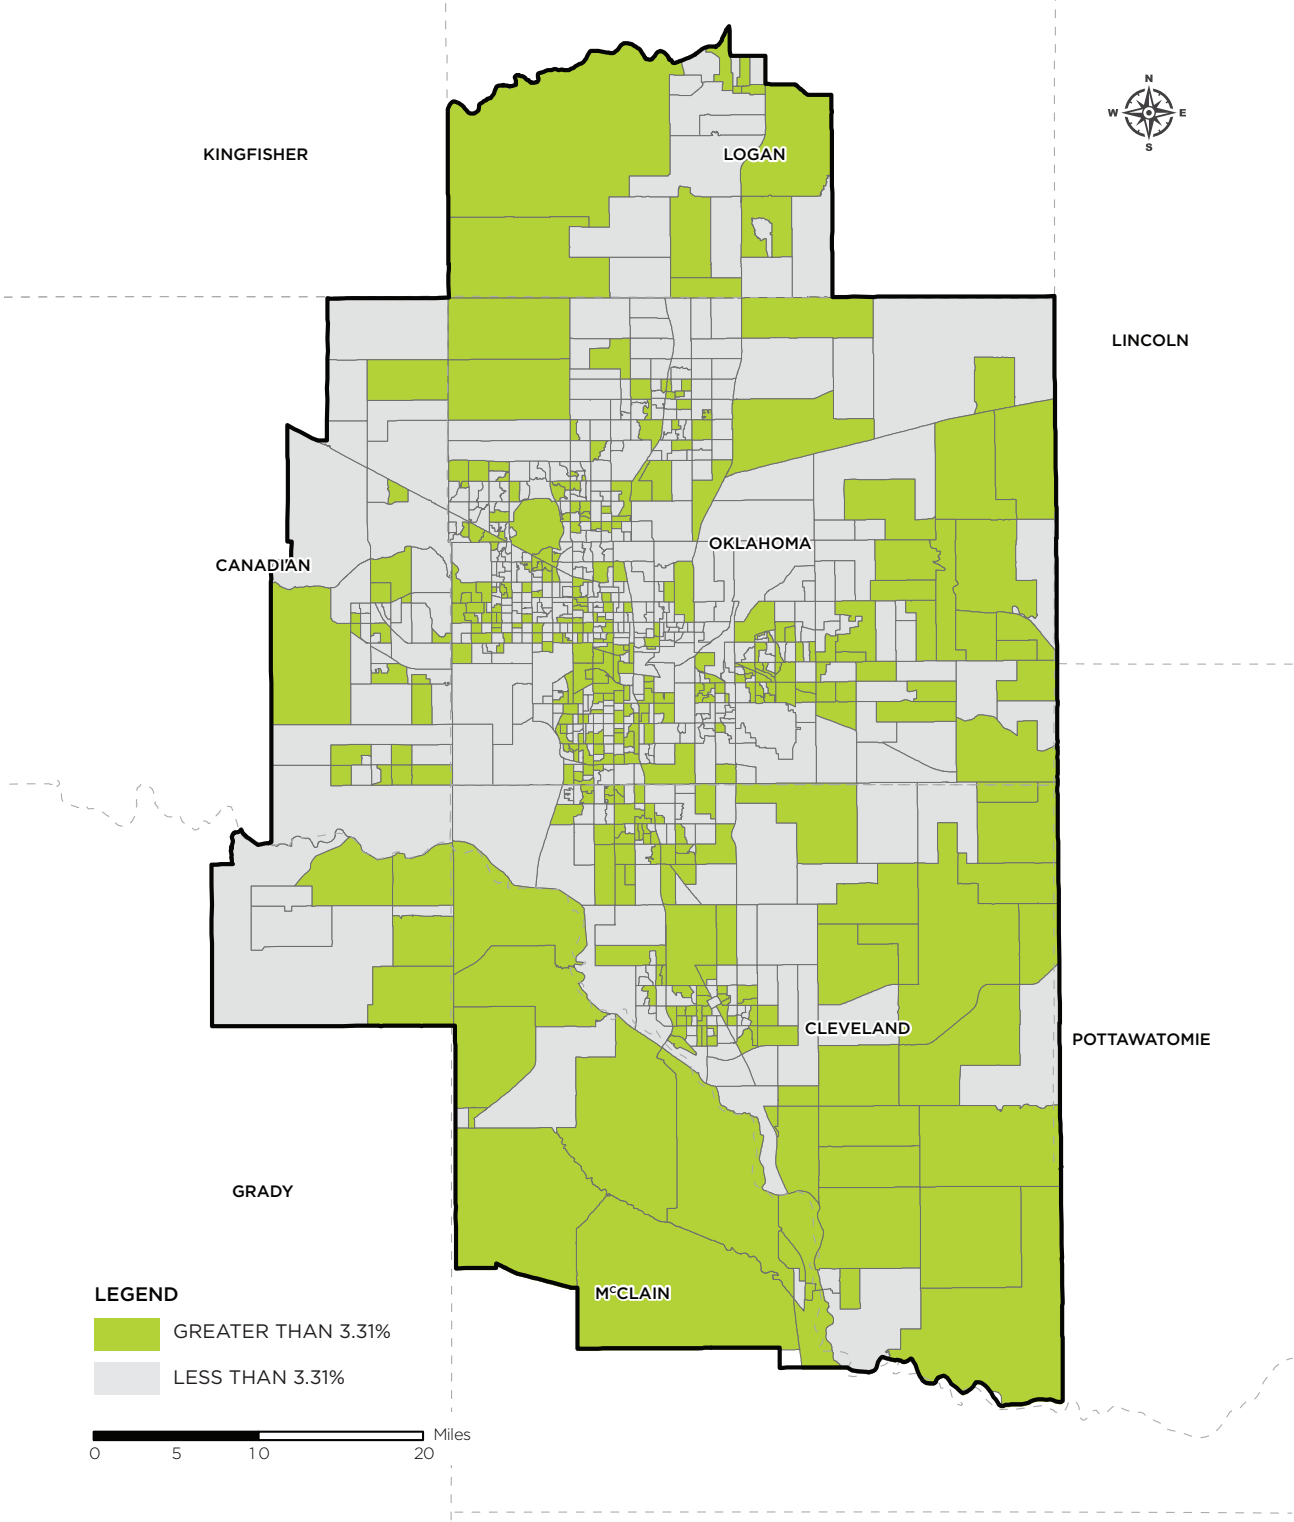 N
W E
S
KINGFISHER
LOGAN
LINCOLN
OKLAHOMA
CANADIAN
CLEVELAND
POTTAWATOMIE
GRADY
McCLAIN
LEGEND
GREATER THAN 3.31%
LESS THAN 3.31%
Miles
0 5 10 20